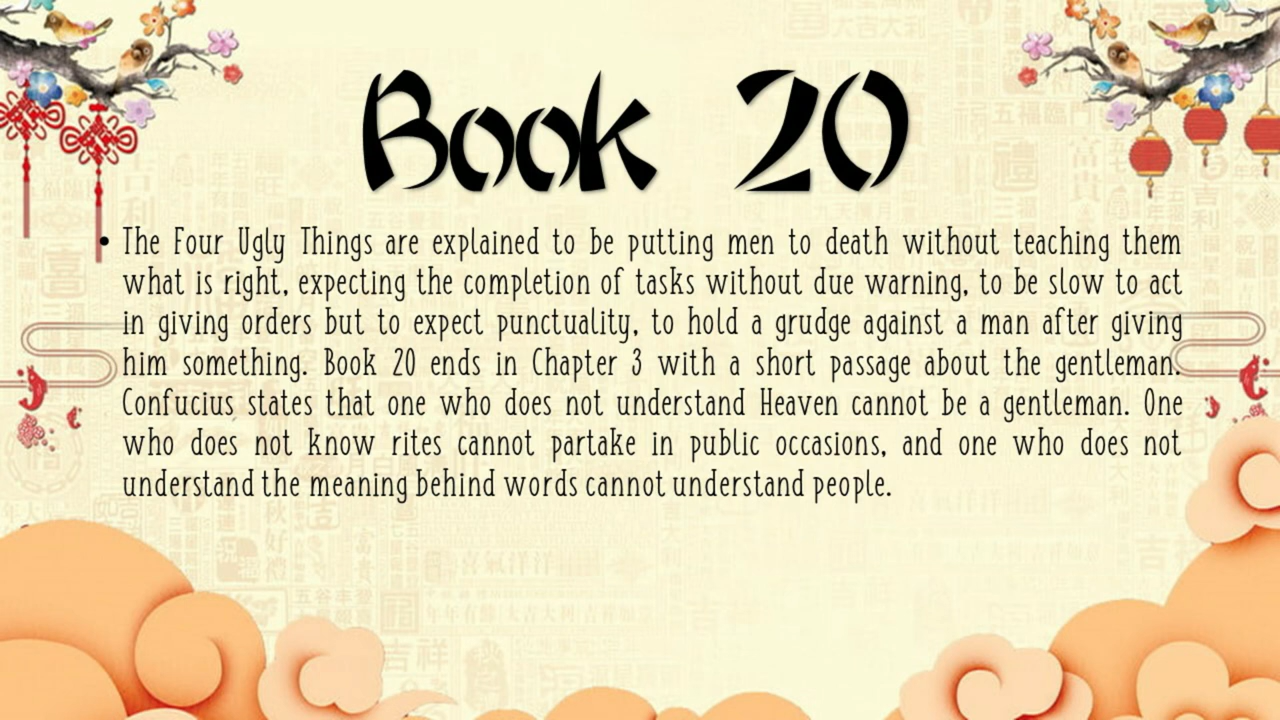 Book 20
• The Four Ugly Things are explained to be putting men to death without teaching them
what is right, expecting the completion of tasks without due warning, to be slow to act
in giving orders but to expect punctuality, to hold a grudge against a man after giving
him something. Book 20 ends in Chapter 3 with a short passage about the gentleman.
Confucius states that one who does not understand Heaven cannot be a gentleman. One
who does not know rites cannot partake in public occasions, and one who does not
understand the meaning behind words cannot understand people.